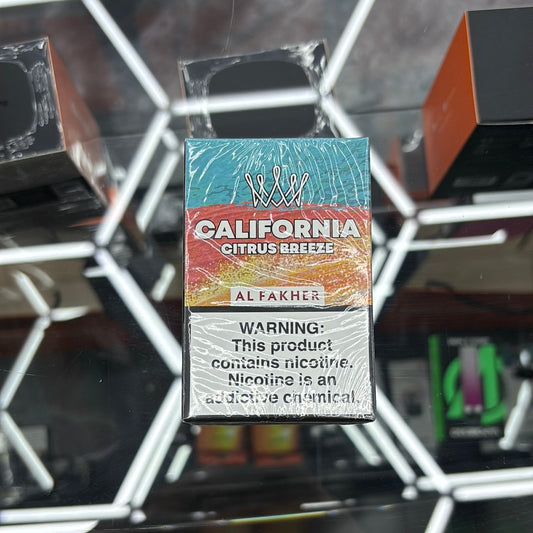 CALIFORNIA
CITRUS BREEZE
AL FAKHER
WARNING:
This product
contains nicotine.
Nicotine is an
addictive chemical.